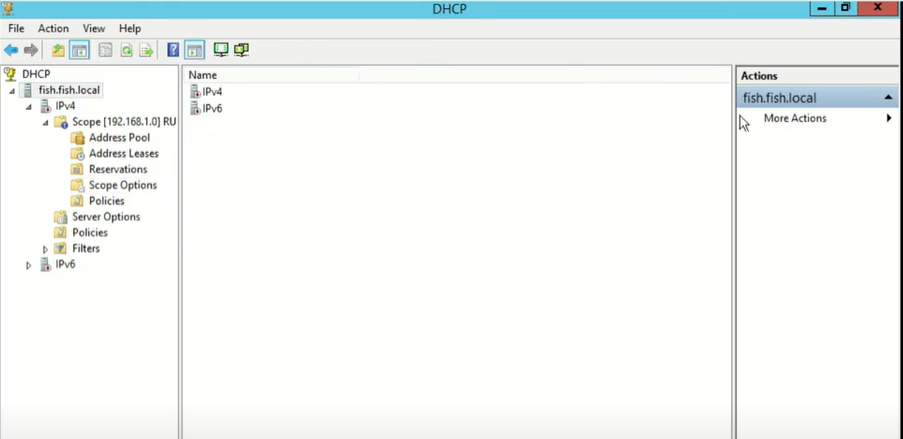 DHCP
File Action View Help
DHCP
fish.fish.local
IPv4
Scope [192.168.1.0] RU
Address Pool
Address Leases
Reservations
Scope Options
Policies
Server Options
Policies
Filters
IPv6
Name
IPv4
IPv6
Actions
fish.fish.local
More Actions